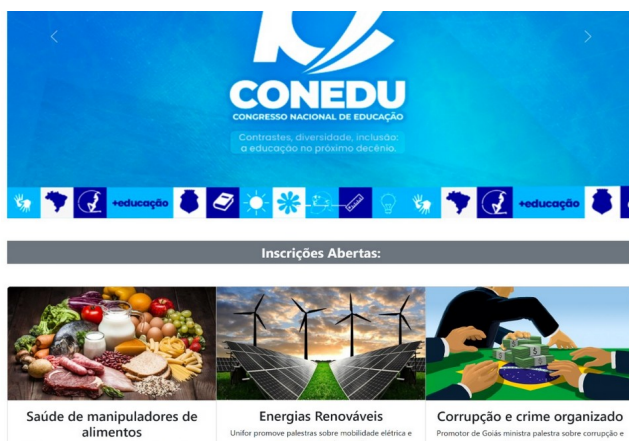 CONEDU
CONGRESSO NACIONAL DE EDUCAÇÃO
Contrastes, diversidade, inclusão:
a educação no próximo decênio.
+educação
+educação
Inscrições Abertas:
Saúde de manipuladores de
alimentos
Energias Renováveis
Unifor promove palestras sobre mobilidade elétrica e
Corrupção e crime organizado
Promotor de Goiás ministra palestra sobre corrupção e